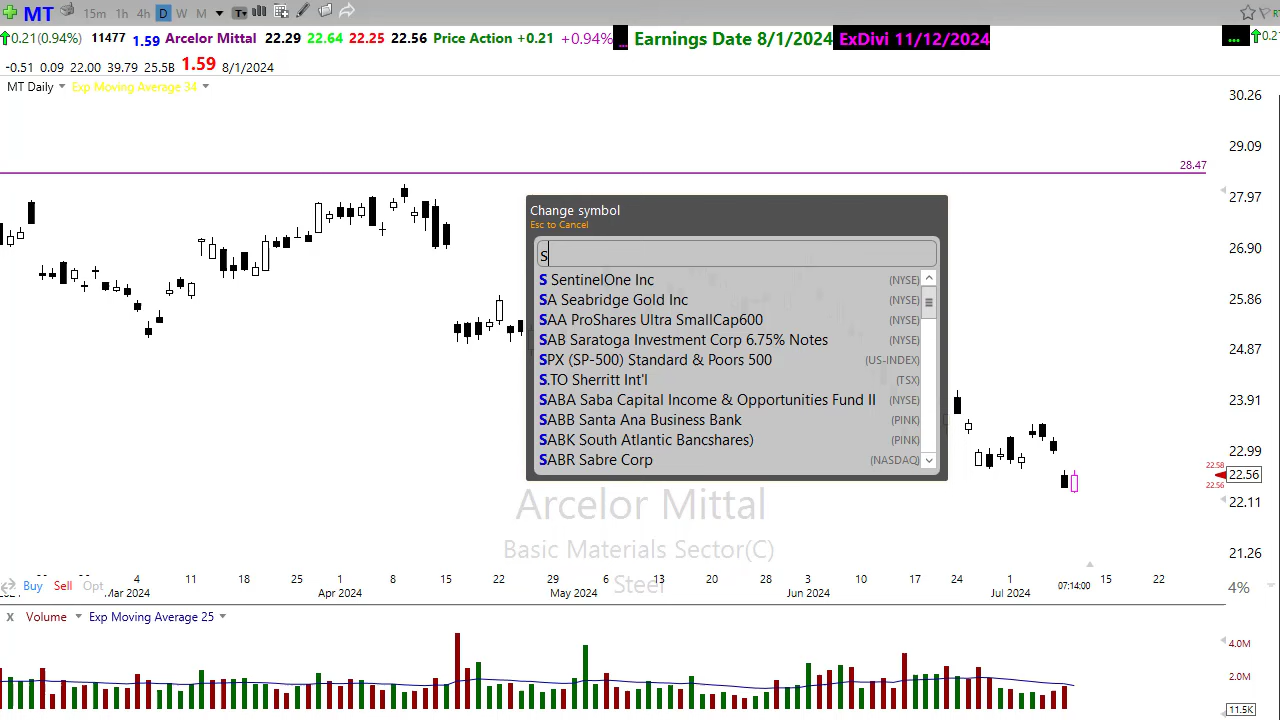 MT 15m 1h 4h D W M T
0.21(0.94%) 11477 1.59 Arcelor Mittal 22.29 22.64 22.25 22.56 Price Action +0.21 +0.94% ... Earnings Date 8/1/2024 ExDivi 11/12/2024 ... 0.21
-0.51 0.09 22.00 39.79 25.5B 1.59 8/1/2024
MT Daily Exp Moving Average 34
30.26
29.09
28.47
27.97
26.90
25.86
24.87
23.91
22.99
22.58
22.56
22.56
22.11
21.26
Change symbol
Esc to Cancel
S
S SentinelOne Inc (NYSE)
SA Seabridge Gold Inc (NYSE)
SAA ProShares Ultra SmallCap600 (NYSE)
SAB Saratoga Investment Corp 6.75% Notes (NYSE)
SPX (SP-500) Standard & Poors 500 (US-INDEX)
S.TO Sherritt Int'l (TSX)
SABA Saba Capital Income & Opportunities Fund II (NYSE)
SABB Santa Ana Business Bank (PINK)
SABK South Atlantic Bancshares) (PINK)
SABR Sabre Corp (NASDAQ)
Arcelor Mittal
Basic Materials Sector(C)
Steel
Buy Sell Opt
4 11 18 25 1 8 15 22 29 6 13 20 28 3 10 17 24 1 07:14:00 15 22
Mar 2024 Apr 2024 May 2024 Jun 2024 Jul 2024
4%
X Volume Exp Moving Average 25
4.0M
2.0M
11.5K